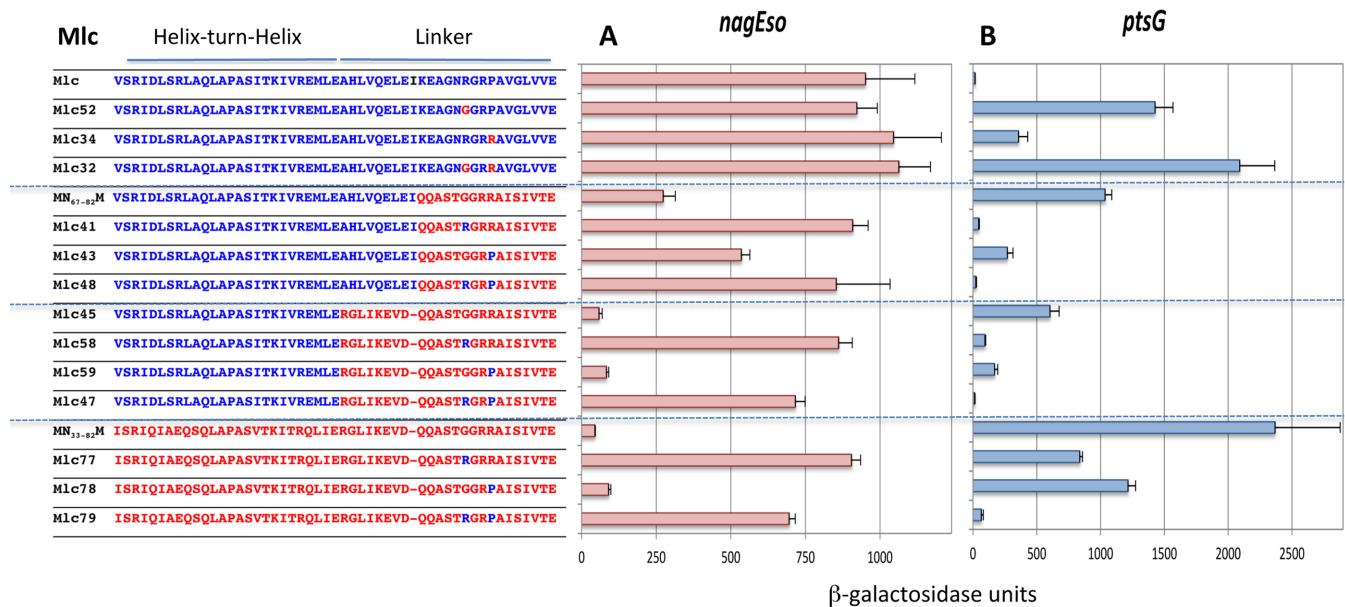 Mlc Helix-turn-Helix Linker A nagEso B ptsG
Mlc VSRIDLSRLAQLAPASITKIVREMLEAHLVQELEIKEAGNRGRPAVGLVVE
Mlc52 VSRIDLSRLAQLAPASITKIVREMLEAHLVQELEIKEAGNGGRPAVGLVVE
Mlc34 VSRIDLSRLAQLAPASITKIVREMLEAHLVQELEIKEAGNRGRRAVGLVVE
Mlc32 VSRIDLSRLAQLAPASITKIVREMLEAHLVQELEIKEAGNGGRRAVGLVVE
MN67-82M VSRIDLSRLAQLAPASITKIVREMLEAHLVQELEIQQASTGGRRAISIVTE
Mlc41 VSRIDLSRLAQLAPASITKIVREMLEAHLVQELEIQQASTRGRRAISIVTE
Mlc43 VSRIDLSRLAQLAPASITKIVREMLEAHLVQELEIQQASTGGRPAISIVTE
Mlc48 VSRIDLSRLAQLAPASITKIVREMLEAHLVQELEIQQASTRGRPAISIVTE
Mlc45 VSRIDLSRLAQLAPASITKIVREMLERGLIKEVD-QQASTGGRRAISIVTE
Mlc58 VSRIDLSRLAQLAPASITKIVREMLERGLIKEVD-QQASTRGRRAISIVTE
Mlc59 VSRIDLSRLAQLAPASITKIVREMLERGLIKEVD-QQASTGGRPAISIVTE
Mlc47 VSRIDLSRLAQLAPASITKIVREMLERGLIKEVD-QQASTRGRPAISIVTE
MN33-82M ISRIQIAEQSQLAPASVTKITRQLIERGLIKEVD-QQASTGGRRAISIVTE
Mlc77 ISRIQIAEQSQLAPASVTKITRQLIERGLIKEVD-QQASTRGRRAISIVTE
Mlc78 ISRIQIAEQSQLAPASVTKITRQLIERGLIKEVD-QQASTGGRPAISIVTE
Mlc79 ISRIQIAEQSQLAPASVTKITRQLIERGLIKEVD-QQASTRGRPAISIVTE
0 250 500 750 1000 0 500 1000 1500 2000 2500
β-galactosidase units